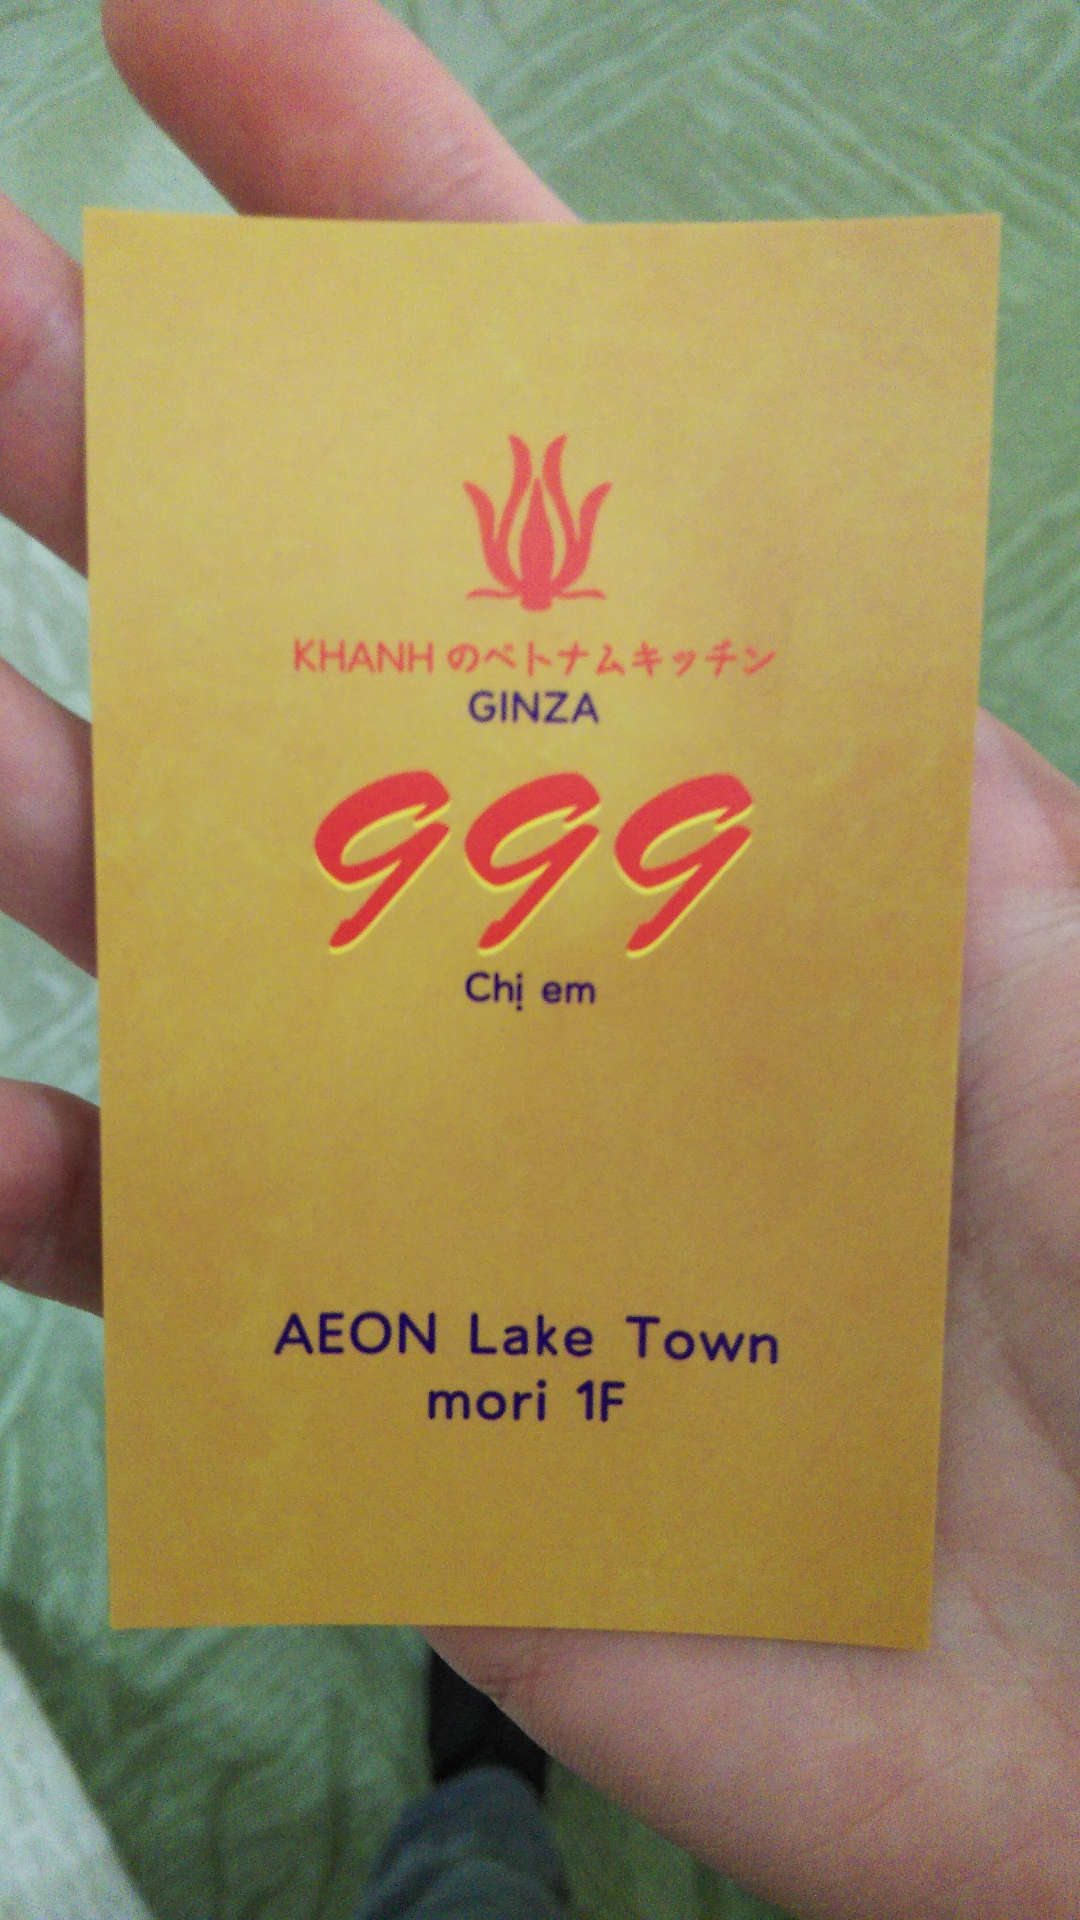 KHANHのベトナムキッチン
GINZA
999
Chị em
AEON Lake Town
mori 1F